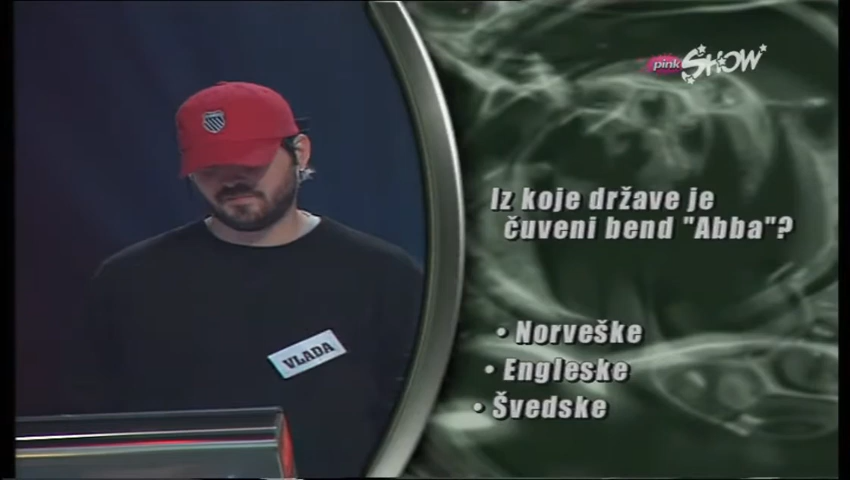 pink SHOW
Iz koje države je
čuveni bend "Abba"?
• Norveške
• Engleske
• Švedske
VLADA